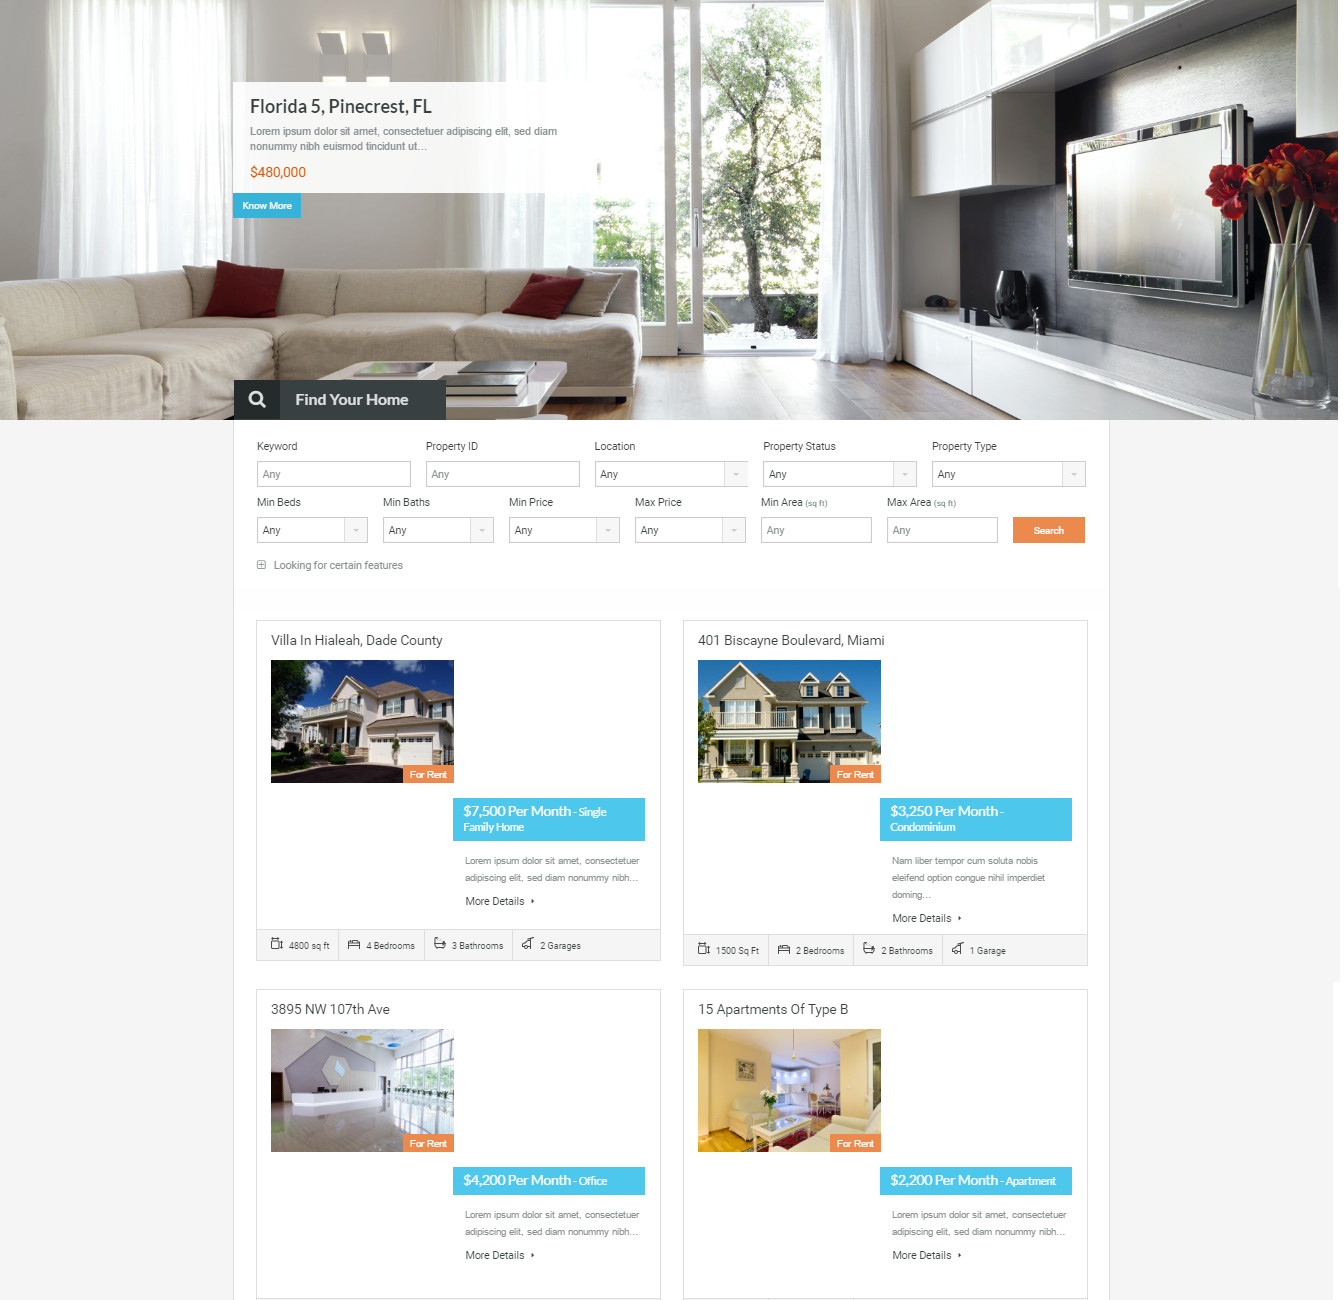 Florida 5, Pinecrest, FL
Lorem ipsum dolor sit amet, consectetuer adipiscing elit, sed diam
nonummy nibh euismod tincidunt ut...
$480,000
Know More
Find Your Home
Keyword Property ID Location Property Status Property Type
Any Any Any Any Any
Min Beds Min Baths Min Price Max Price Min Area (sq ft) Max Area (sq ft)
Any Any Any Any Any Any Search
Looking for certain features
Villa In Hialeah, Dade County
For Rent
$7,500 Per Month - Single
Family Home
Lorem ipsum dolor sit amet, consectetuer
adipiscing elit, sed diam nonummy nibh...
More Details
4800 sq ft 4 Bedrooms 3 Bathrooms 2 Garages
401 Biscayne Boulevard, Miami
For Rent
$3,250 Per Month -
Condominium
Nam liber tempor cum soluta nobis
eleifend option congue nihil imperdiet
doming...
More Details
1500 Sq Ft 2 Bedrooms 2 Bathrooms 1 Garage
3895 NW 107th Ave
For Rent
$4,200 Per Month - Office
Lorem ipsum dolor sit amet, consectetuer
adipiscing elit, sed diam nonummy nibh...
More Details
15 Apartments Of Type B
For Rent
$2,200 Per Month - Apartment
Lorem ipsum dolor sit amet, consectetuer
adipiscing elit, sed diam nonummy nibh...
More Details